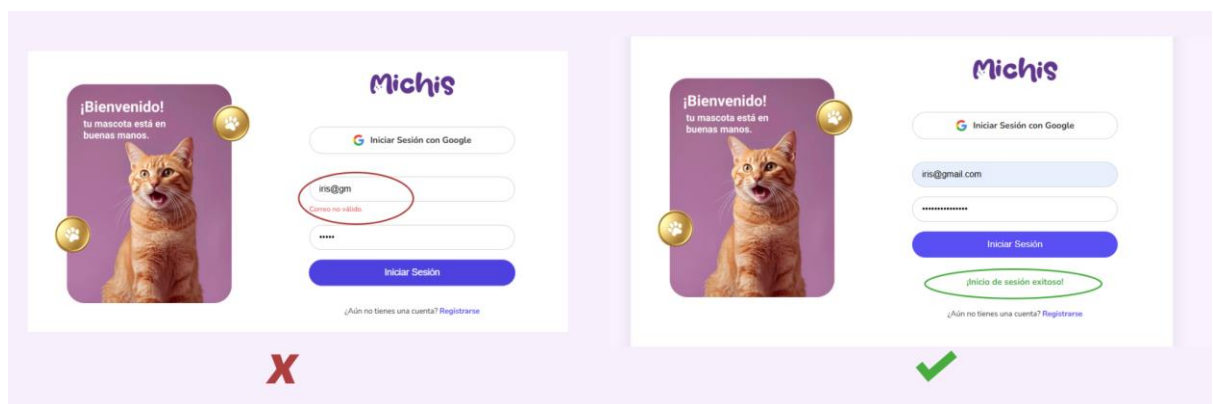 Michis
¡Bienvenido!
tu mascota está en
buenas manos.
Iniciar Sesión con Google
iris@gm
Correo no válido
Iniciar Sesión
¿Aún no tienes una cuenta? Registrarse
X
Michis
¡Bienvenido!
tu mascota está en
buenas manos.
Iniciar Sesión con Google
iris@gmail.com
Iniciar Sesión
¡Inicio de sesión exitoso!
¿Aún no tienes una cuenta? Registrarse